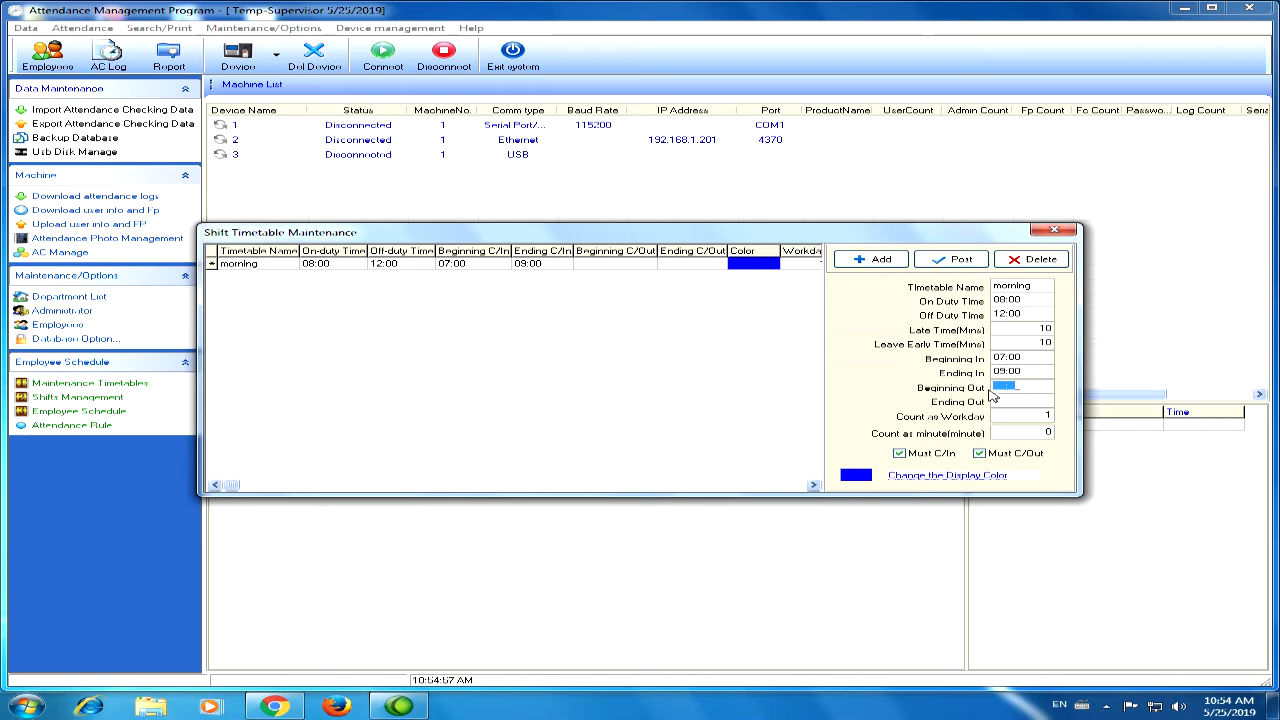 Attendance Management Program - [ Temp-Supervisor 5/25/2019]
Data Attendance Search/Print Maintenance/Options Device management Help
Employees AC Log Report Device Del Device Connect Disconnect Exit system
Data Maintenance
Import Attendance Checking Data
Export Attendance Checking Data
Backup Database
Usb Disk Manage
Machine
Download attendance logs
Download user info and Fp
Upload user info and FP
Attendance Photo Management
AC Manage
Maintenance/Options
Department List
Administrator
Employees
Database Option...
Employee Schedule
Maintenance Timetables
Shifts Management
Employee Schedule
Attendance Rule
Machine List
Device Name Status MachineNo. Comm type Baud Rate IP Address Port ProductName UserCount Admin Count Fp Count Fc Count Passwo... Log Count Seria
1 Disconnected 1 Serial Port/... 115200 COM1
2 Disconnected 1 Ethernet 192.168.1.201 4370
3 Disconnected 1 USB
Shift Timetable Maintenance
Timetable Name On-duty Time Off-duty Time Beginning C/In Ending C/In Beginning C/Out Ending C/Out Color Workda
* morning 08:00 12:00 07:00 09:00
Add Post Delete
Timetable Name morning
On Duty Time 08:00
Off Duty Time 12:00
Late Time(Mins) 10
Leave Early Time(Mins) 10
Beginning In 07:00
Ending In 09:00
Beginning Out
Ending Out
Count as Workday 1
Count as minute(minute) 0
Must C/In Must C/Out
Change the Display Color
Time
10:54:57 AM
EN
10:54 AM
5/25/2019